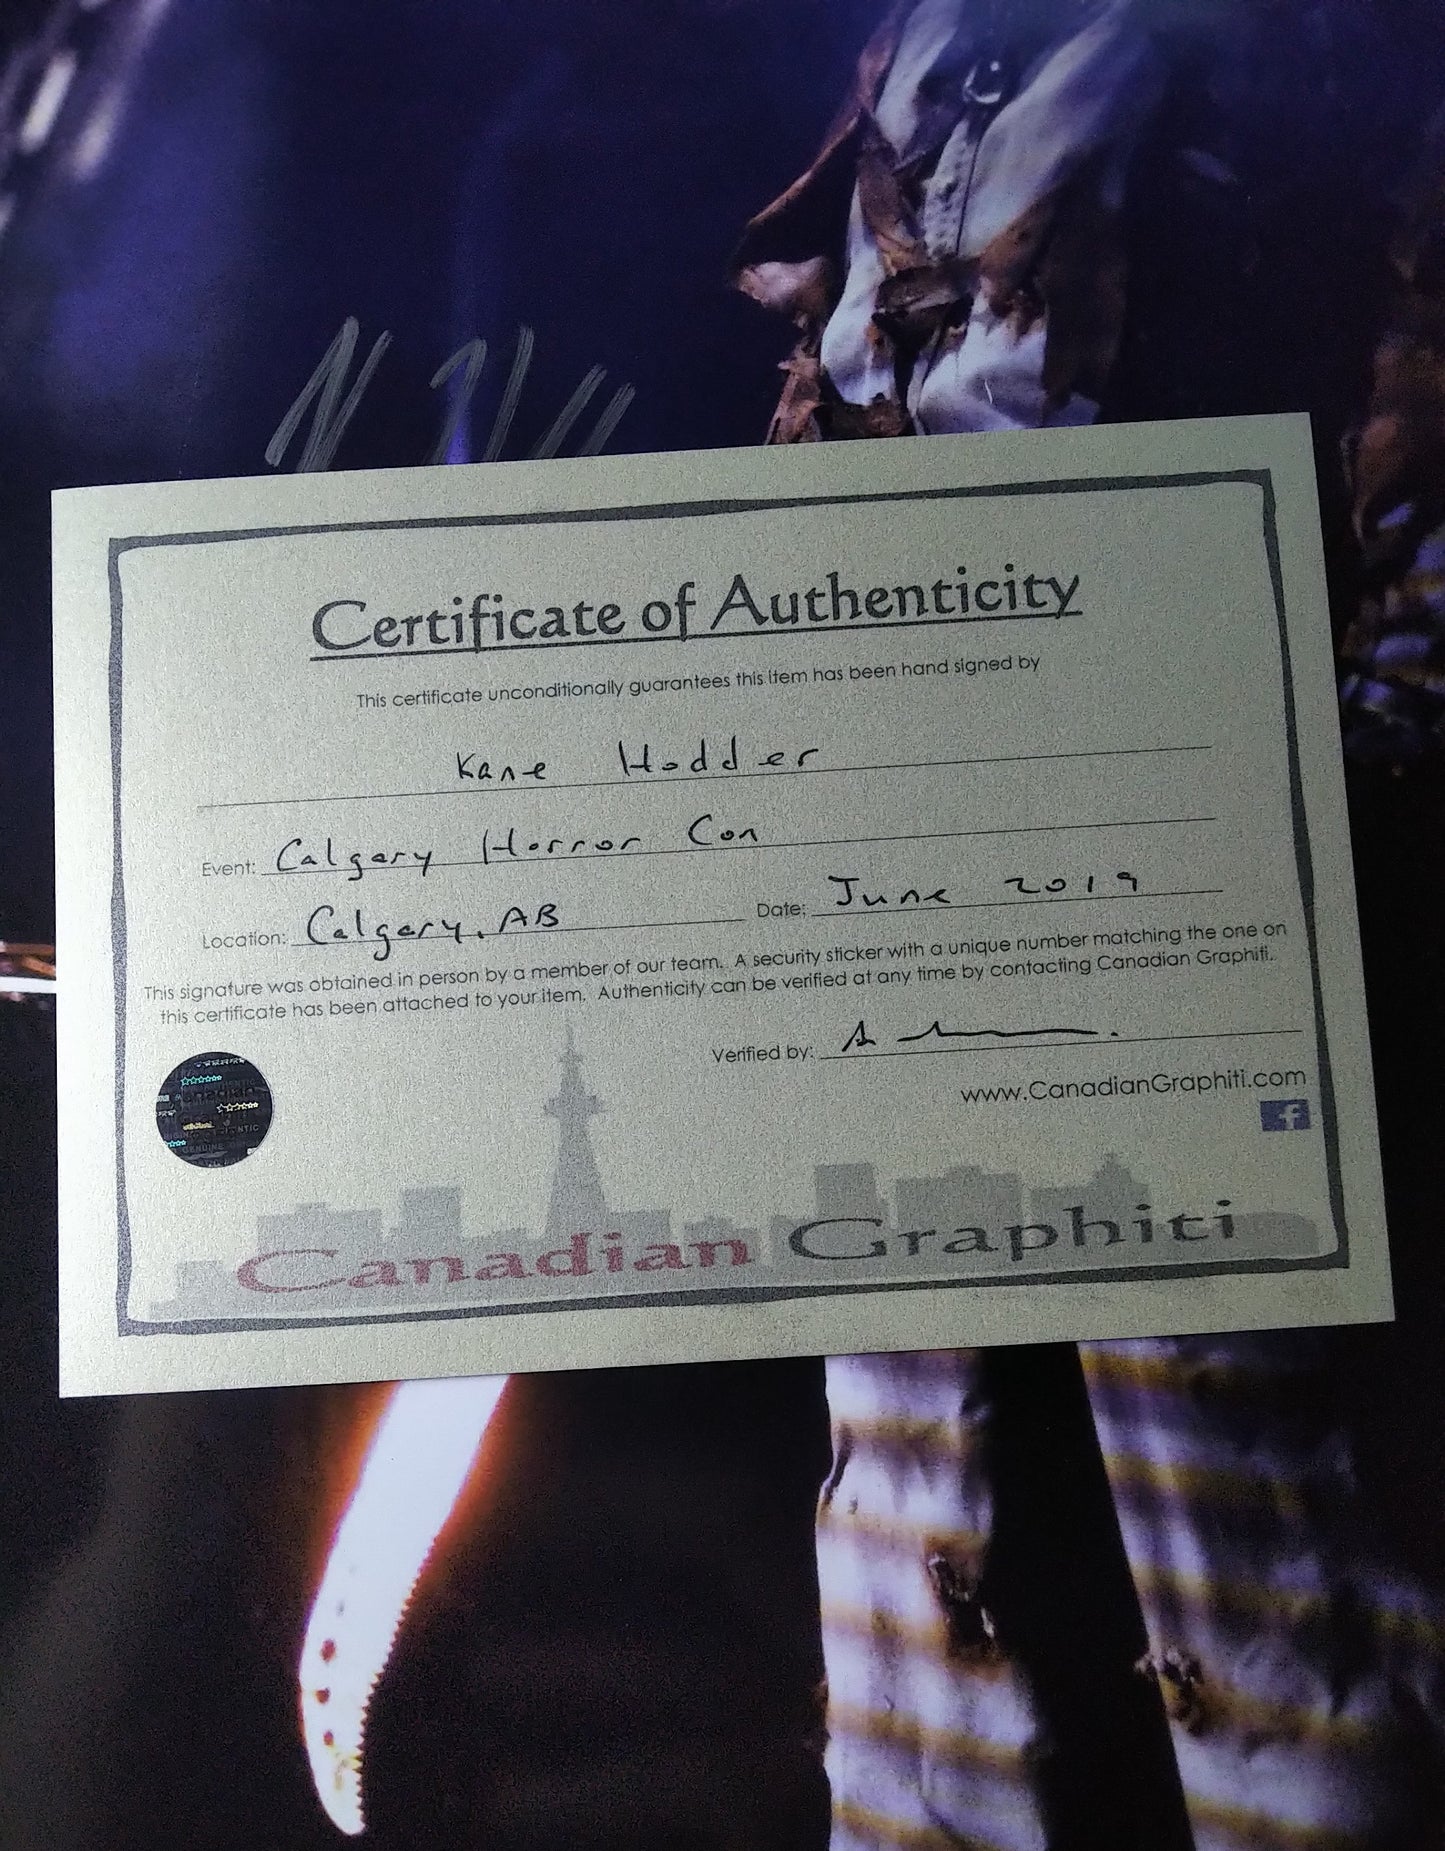 Certificate of Authenticity
This certificate unconditionally guarantees this item has been hand signed by
Kane Hodder
Event: Calgary Horror Con
Location: Calgary, AB Date: June 2019
This signature was obtained in person by a member of our team. A security sticker with a unique number matching the one on
this certificate has been attached to your item. Authenticity can be verified at any time by contacting Canadian Graphiti.
Verified by:
www.CanadianGraphiti.com
f
Canadian Graphiti